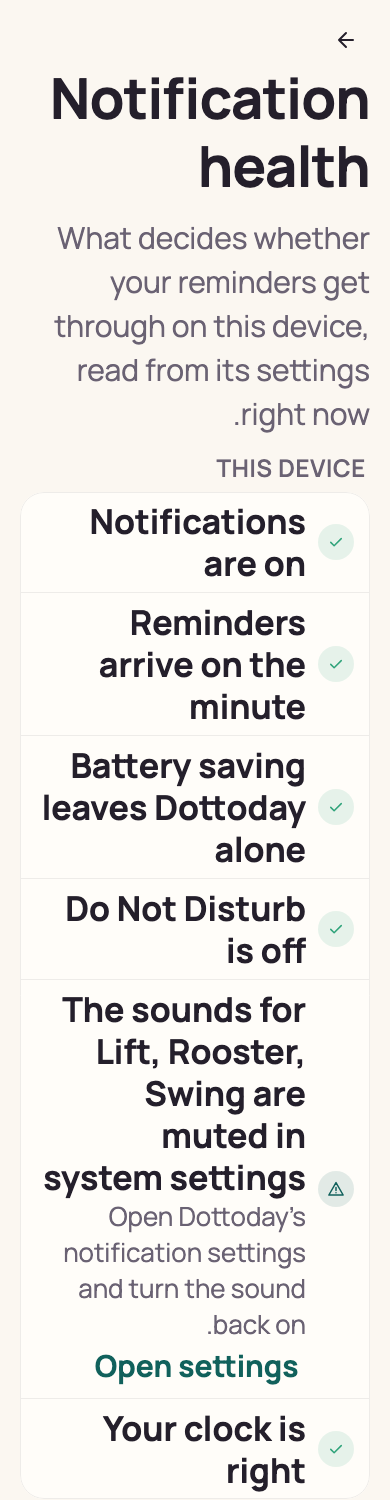 Notification
health
What decides whether
your reminders get
through on this device,
read from its settings
.right now
THIS DEVICE
Notifications
are on
Reminders
arrive on the
minute
Battery saving
leaves Dottoday
alone
Do Not Disturb
is off
The sounds for
Lift, Rooster,
Swing are
muted in
system settings
Open Dottoday's
notification settings
and turn the sound
.back on
Open settings
Your clock is
right